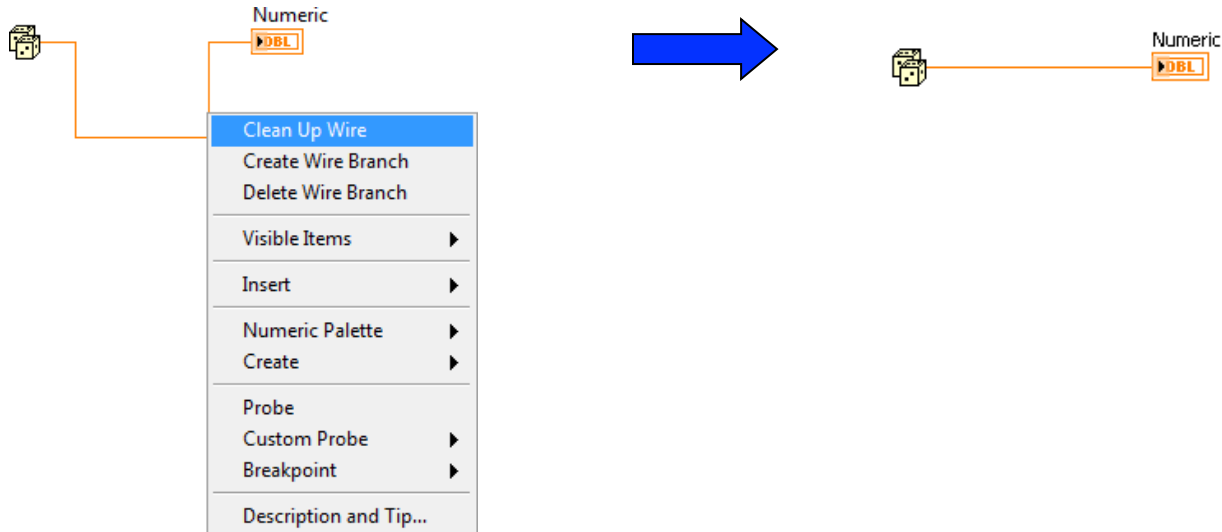 Numeric
DBL
Clean Up Wire
Create Wire Branch
Delete Wire Branch
Visible Items
Insert
Numeric Palette
Create
Probe
Custom Probe
Breakpoint
Description and Tip...
Numeric
DBL